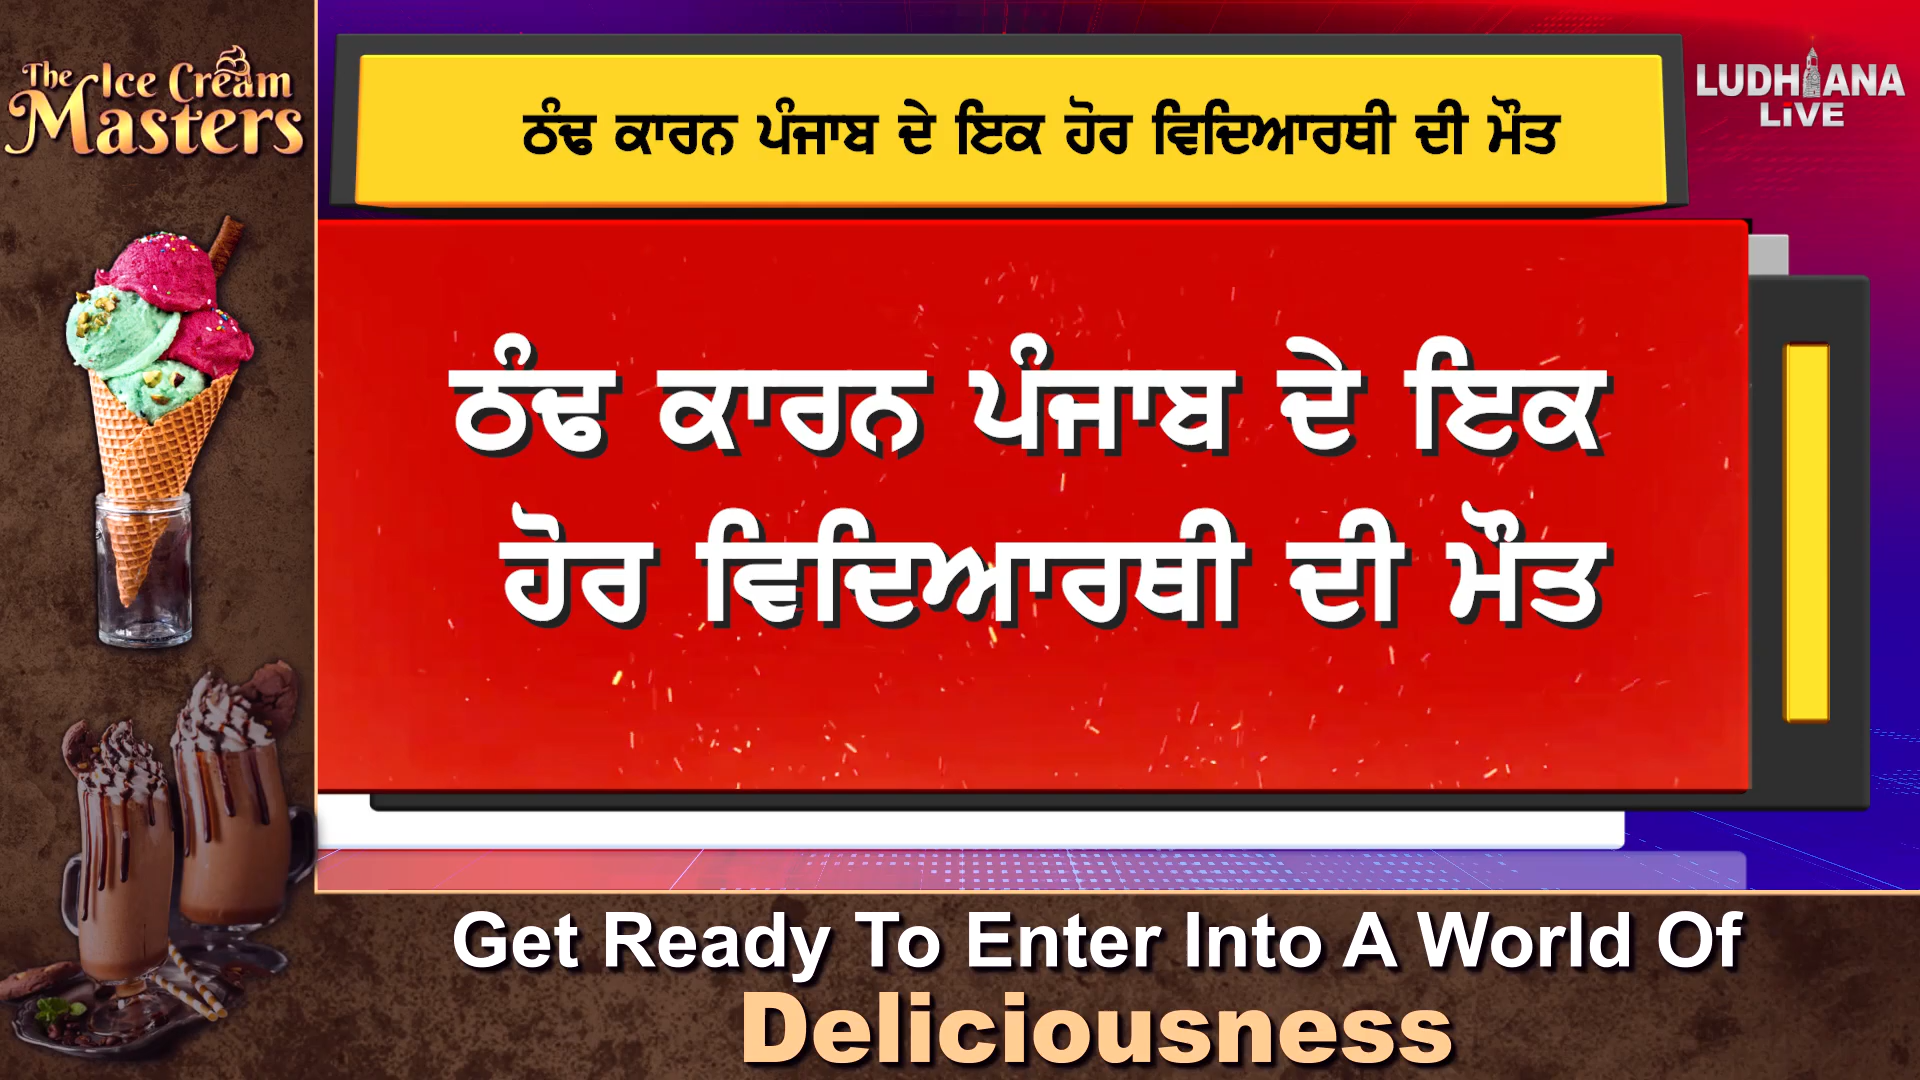 The Ice Cream
Masters
ਠੰਢ ਕਾਰਨ ਪੰਜਾਬ ਦੇ ਇਕ ਹੋਰ ਵਿਦਿਆਰਥੀ ਦੀ ਮੌਤ
LUDHIANA
LiVE
ਠੰਢ ਕਾਰਨ ਪੰਜਾਬ ਦੇ ਇਕ
ਹੋਰ ਵਿਦਿਆਰਥੀ ਦੀ ਮੌਤ
Get Ready To Enter Into A World Of
Deliciousness